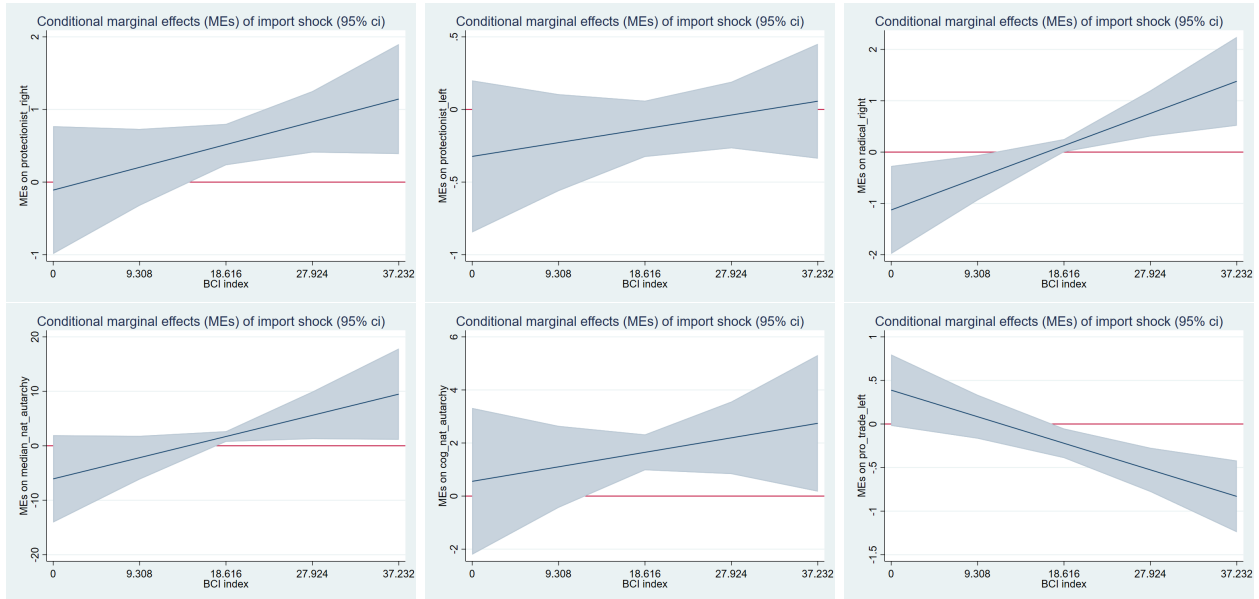 Conditional marginal effects (MEs) of import shock (95% ci)
MEs on protectionist_right
2
1
0
-1
0 9.308 18.616 27.924 37.232
BCI index
Conditional marginal effects (MEs) of import shock (95% ci)
MEs on protectionist_left
.5
0
-.5
-1
0 9.308 18.616 27.924 37.232
BCI index
Conditional marginal effects (MEs) of import shock (95% ci)
MEs on radical_right
2
1
0
-1
-2
0 9.308 18.616 27.924 37.232
BCI index
Conditional marginal effects (MEs) of import shock (95% ci)
MEs on median_nat_autarchy
20
10
0
-10
-20
0 9.308 18.616 27.924 37.232
BCI index
Conditional marginal effects (MEs) of import shock (95% ci)
MEs on cog_nat_autarchy
6
4
2
0
-2
0 9.308 18.616 27.924 37.232
BCI index
Conditional marginal effects (MEs) of import shock (95% ci)
MEs on pro_trade_left
1
.5
0
-.5
-1
-1.5
0 9.308 18.616 27.924 37.232
BCI index